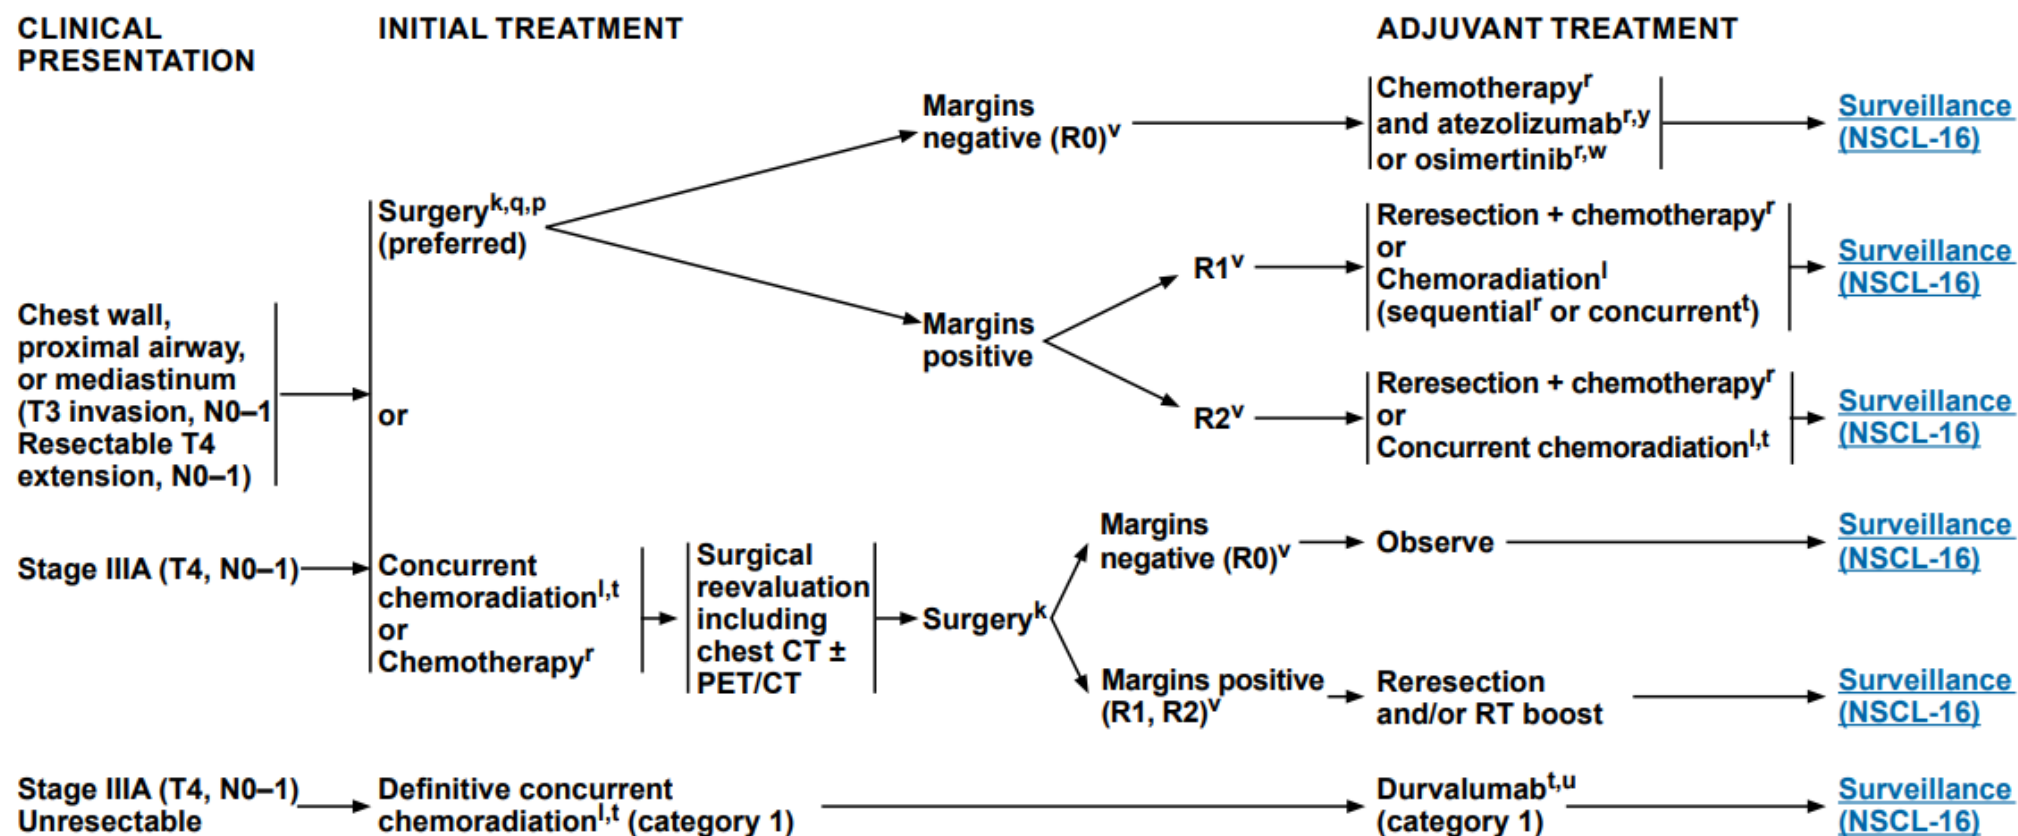 CLINICAL
PRESENTATION
INITIAL TREATMENT
ADJUVANT TREATMENT
Chest wall,
proximal airway,
or mediastinum
(T3 invasion, N0–1
Resectable T4
extension, N0–1)
Stage IIIA (T4, N0–1)
Surgeryk,q,p
(preferred)
or
Concurrent
chemoradiationl,t
or
Chemotherapyr
Margins
negative (R0)v
Chemotherapyr
and atezolizumabr,y
or osimertinibr,w
Surveillance
(NSCL-16)
Margins
positive
R1v
Reresection + chemotherapyr
or
Chemoradiationl
(sequentialr or concurrentt)
Surveillance
(NSCL-16)
R2v
Reresection + chemotherapyr
or
Concurrent chemoradiationl,t
Surveillance
(NSCL-16)
Surgical
reevaluation
including
chest CT ±
PET/CT
Surgeryk
Margins
negative (R0)v
Observe
Surveillance
(NSCL-16)
Margins positive
(R1, R2)v
Reresection
and/or RT boost
Surveillance
(NSCL-16)
Stage IIIA (T4, N0–1)
Unresectable
Definitive concurrent
chemoradiationl,t (category 1)
Durvalumabt,u
(category 1)
Surveillance
(NSCL-16)